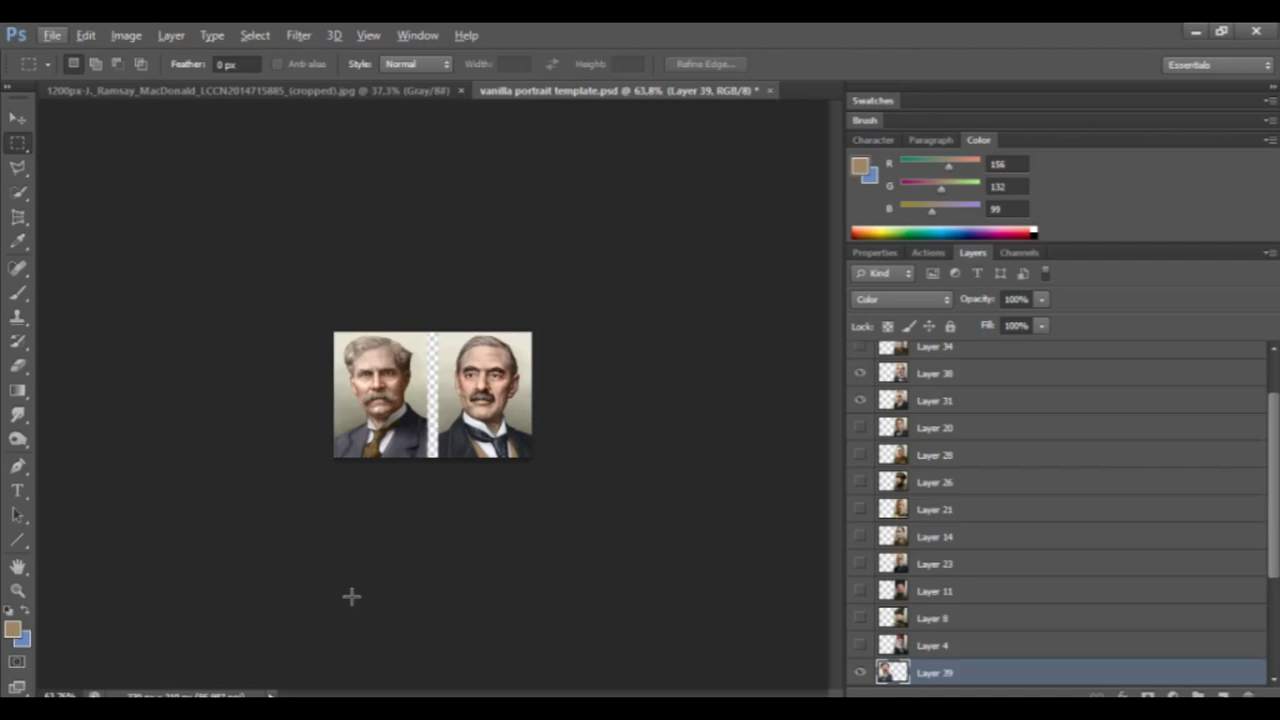 Ps File Edit Image Layer Type Select Filter 3D View Window Help
Feather: 0 px Anti-alias Style: Normal Width: Height: Refine Edge... Essentials
1200px-J._Ramsay_MacDonald_LCCN2014715885_(cropped).jpg @ 37,3% (Gray/8#) × vanilla portrait template.psd @ 63,8% (Layer 39, RGB/8) * ×
Swatches
Brush
Character Paragraph Color
R 156
G 132
B 99
Properties Actions Layers Channels
Kind
Color Opacity: 100%
Lock: Fill: 100%
Layer 34
Layer 38
Layer 31
Layer 20
Layer 28
Layer 26
Layer 21
Layer 14
Layer 23
Layer 11
Layer 8
Layer 4
Layer 39